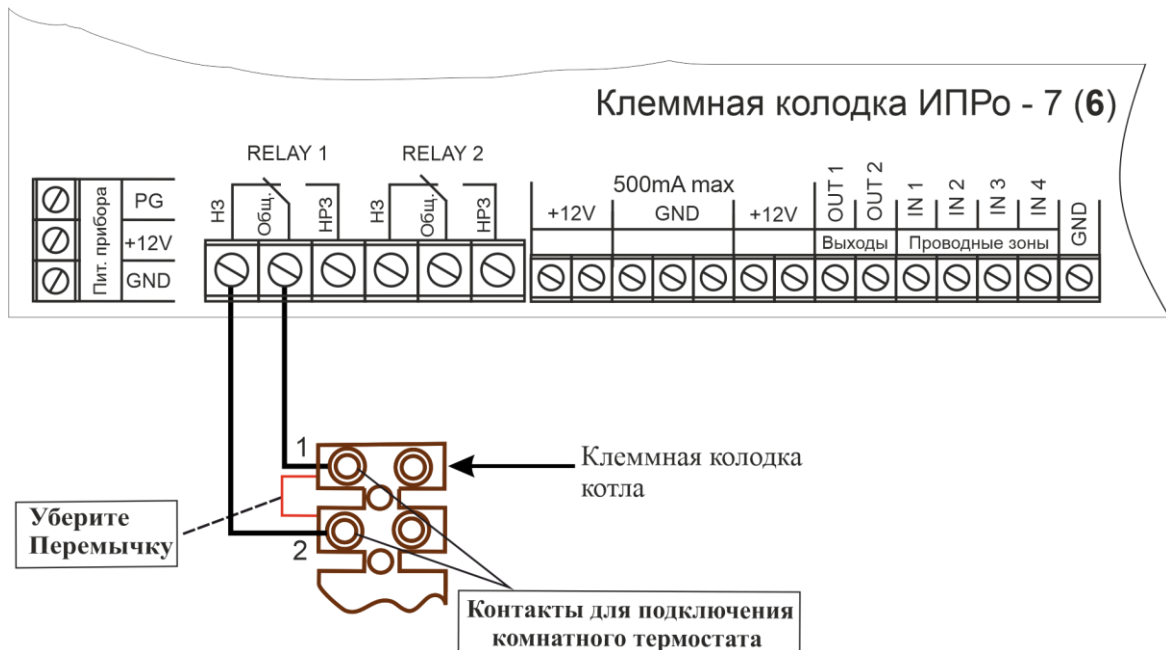 Клеммная колодка ИПРо - 7 (6)
RELAY 1
RELAY 2
Пит. прибора
PG
+12V
GND
НЗ
Общ.
НРЗ
НЗ
Общ.
НРЗ
500mA max
+12V
GND
+12V
OUT 1
OUT 2
IN 1
IN 2
IN 3
IN 4
GND
Выходы
Проводные зоны
1
Клеммная колодка
котла
Уберите
Перемычку
2
Контакты для подключения
комнатного термостата